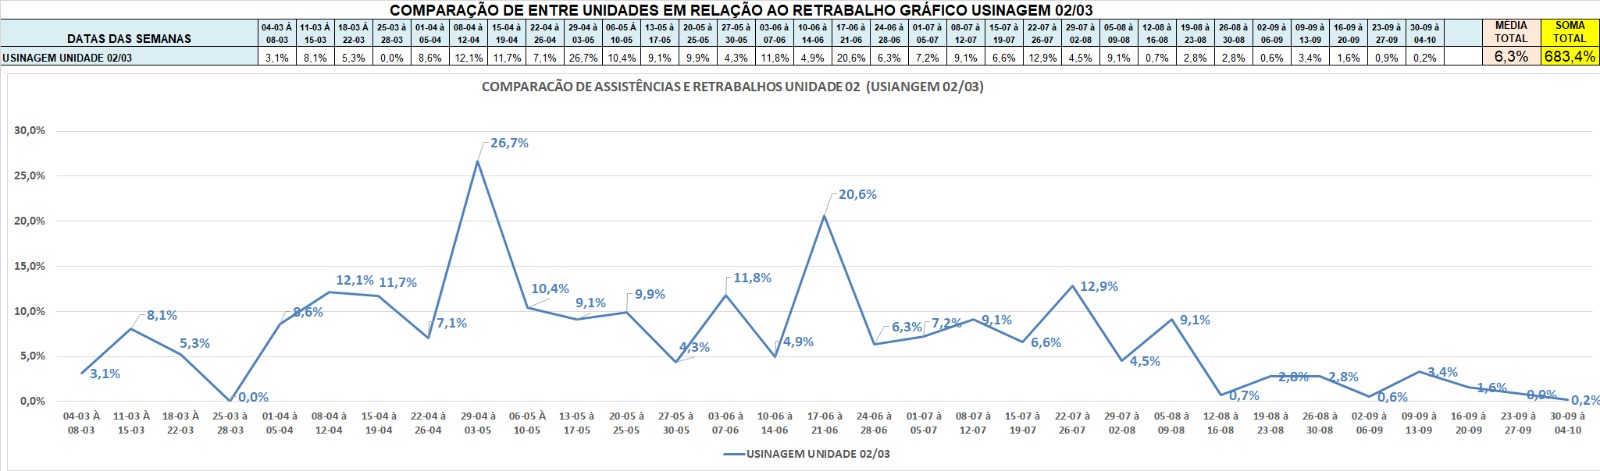 COMPARAÇÃO DE ENTRE UNIDADES EM RELAÇÃO AO RETRABALHO GRÁFICO USINAGEM 02/03
DATAS DAS SEMANAS 04-03 À 08-03 11-03 à 15-03 18-03 à 22-03 25-03 à 28-03 01-04 à 05-04 08-04 à 12-04 15-04 à 19-04 22-04 à 26-04 29-04 à 03-05 06-05 À 10-05 13-05 à 17-05 20-05 à 25-05 27-05 à 30-05 03-06 à 07-06 10-06 à 14-06 17-06 à 21-06 24-06 à 28-06 01-07 à 05-07 08-07 à 12-07 15-07 à 19-07 22-07 à 26-07 29-07 à 02-08 05-08 à 09-08 12-08 à 16-08 19-08 à 23-08 26-08 à 30-08 02-09 à 06-09 09-09 à 13-09 16-09 à 20-09 23-09 à 27-09 30-09 à 04-10 MÉDIA TOTAL SOMA TOTAL
USINAGEM UNIDADE 02/03 3,1% 8,1% 5,3% 0,0% 8,6% 12,1% 11,7% 7,1% 26,7% 10,4% 9,1% 9,9% 4,3% 11,8% 4,9% 20,6% 6,3% 7,2% 9,1% 6,6% 12,9% 4,5% 9,1% 0,7% 2,8% 2,8% 0,6% 3,4% 1,6% 0,9% 0,2% 6,3% 683,4%
COMPARACÃO DE ASSISTÊNCIAS E RETRABALHOS UNIDADE 02 (USIANGEM 02/03)
30,0%
25,0%
20,0%
15,0%
10,0%
5,0%
0,0%
3,1% 8,1% 5,3% 0,0% 8,6% 12,1% 11,7% 7,1% 26,7% 10,4% 9,1% 9,9% 4,3% 11,8% 4,9% 20,6% 6,3% 7,2% 9,1% 6,6% 12,9% 4,5% 9,1% 0,7% 2,8% 2,8% 0,6% 3,4% 1,6% 0,9% 0,2%
04-03 À 11-03 à 18-03 À 25-03 à 01-04 à 08-04 à 15-04 à 22-04 à 29-04 à 06-05 À 13-05 à 20-05 à 27-05 à 03-06 à 10-06 à 17-06 à 24-06 à 01-07 à 08-07 à 15-07 à 22-07 à 29-07 à 05-08 à 12-08 à 19-08 à 26-08 à 02-09 à 09-09 à 16-09 à 23-09 à 30-09 à
08-03 15-03 22-03 28-03 05-04 12-04 19-04 26-04 03-05 10-05 17-05 25-05 30-05 07-06 14-06 21-06 28-06 05-07 12-07 19-07 26-07 02-08 09-08 16-08 23-08 30-08 06-09 13-09 20-09 27-09 04-10
USINAGEM UNIDADE 02/03